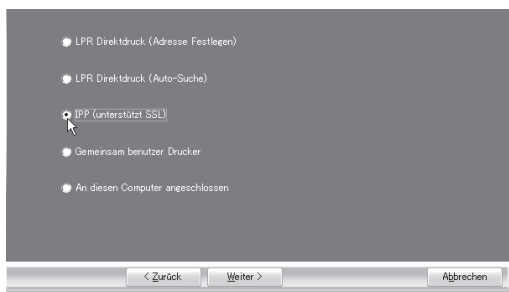 LPR Direktdruck (Adresse Festlegen)
LPR Direktdruck (Auto-Suche)
IPP (unterstützt SSL)
Gemeinsam benutzer Drucker
An diesen Computer angeschlossen
< Zurück
Weiter >
Abbrechen